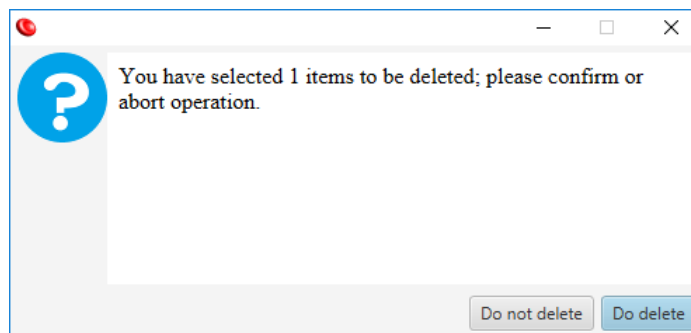 You have selected 1 items to be deleted; please confirm or
abort operation.
Do not delete
Do delete